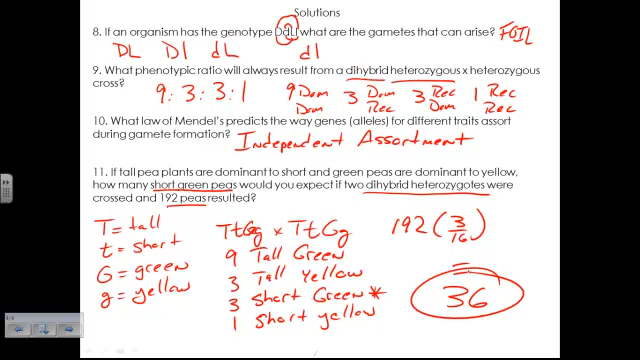 Solutions
8. If an organism has the genotype DdLl what are the gametes that can arise? FOIL
DL Dl dL dl
9. What phenotypic ratio will always result from a dihybrid heterozygous x heterozygous
cross? 9:3:3:1 9 Dom Dom 3 Dom Rec 3 Rec Dom 1 Rec Rec
10. What law of Mendel's predicts the way genes (alleles) for different traits assort
during gamete formation? Independent Assortment
11. If tall pea plants are dominant to short and green peas are dominant to yellow,
how many short green peas would you expect if two dihybrid heterozygotes were
crossed and 192 peas resulted?
T = tall TtGg x TtGg 192 (3/16)
t = short 9 Tall Green
G = green 3 Tall Yellow
g = yellow 3 Short Green * 36
1 Short yellow